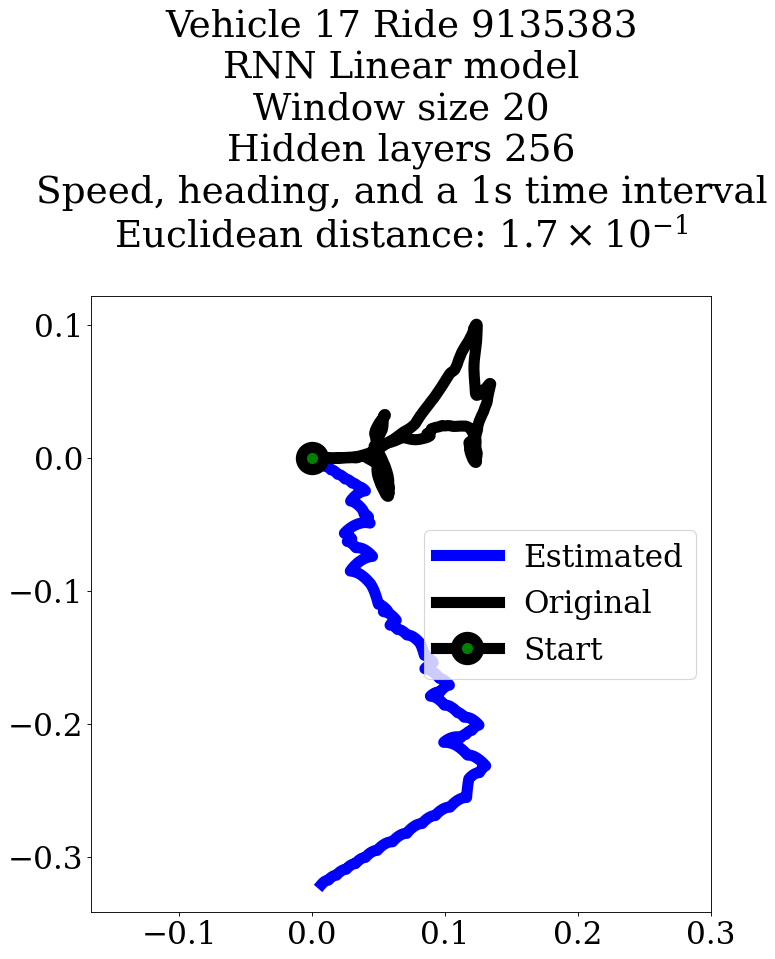 Vehicle 17 Ride 9135383
RNN Linear model
Window size 20
Hidden layers 256
Speed, heading, and a 1s time interval
Euclidean distance: 1.7 × 10⁻¹
0.1
0.0
−0.1
−0.2
−0.3
Estimated
Original
Start
−0.1 0.0 0.1 0.2 0.3